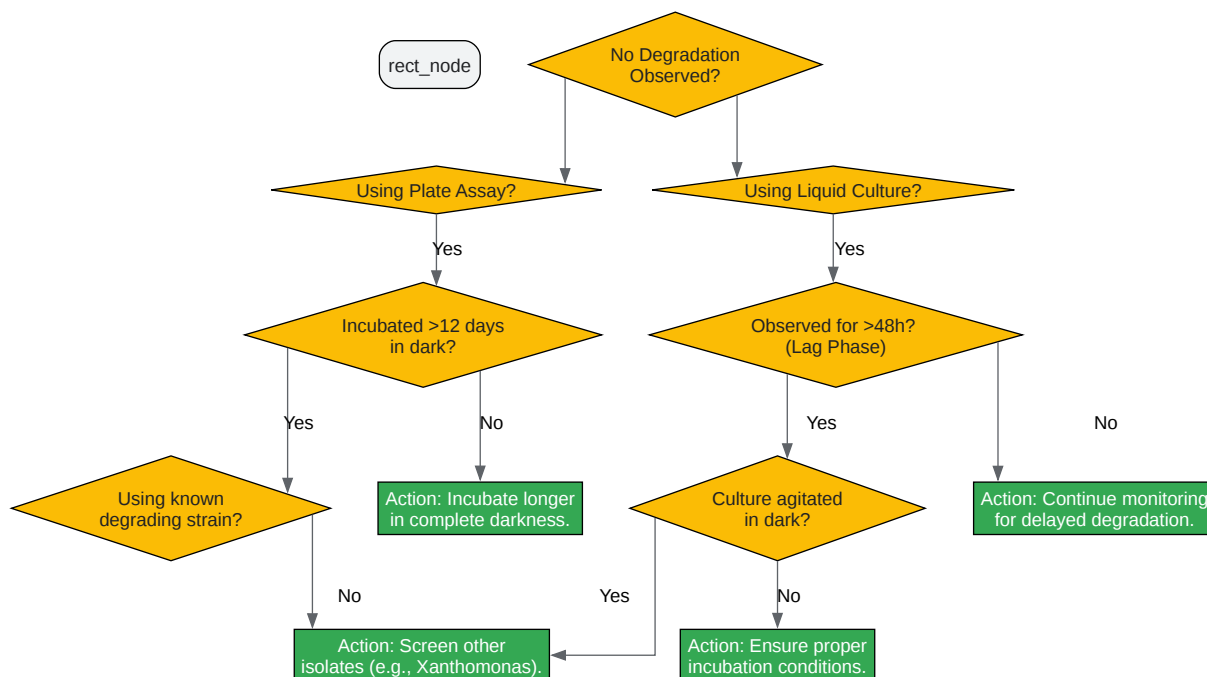 No Degradation
Observed?
rect_node
Using Plate Assay?
Using Liquid Culture?
Yes
Yes
Incubated >12 days
in dark?
Observed for >48h?
(Lag Phase)
Yes
No
Yes
No
Using known
degrading strain?
Action: Incubate longer
in complete darkness.
Culture agitated
in dark?
Action: Continue monitoring
for delayed degradation.
No
Yes
No
Action: Screen other
isolates (e.g., Xanthomonas).
Action: Ensure proper
incubation conditions.